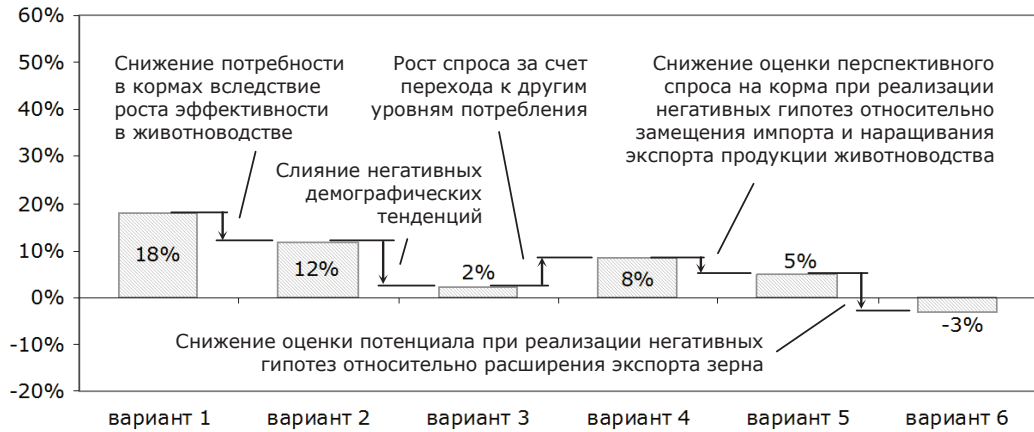 60%
50%
40%
30%
20%
10%
0%
-10%
-20%
Снижение потребности
в кормах вследствие
роста эффективности
в животноводстве
Рост спроса за счет
перехода к другим
уровням потребления
Снижение оценки перспективного
спроса на корма при реализации
негативных гипотез относительно
замещения импорта и наращивания
экспорта продукции животноводства
Слияние негативных
демографических
тенденций
18%
12%
2%
8%
5%
-3%
Снижение оценки потенциала при реализации негативных
гипотез относительно расширения экспорта зерна
вариант 1
вариант 2
вариант 3
вариант 4
вариант 5
вариант 6